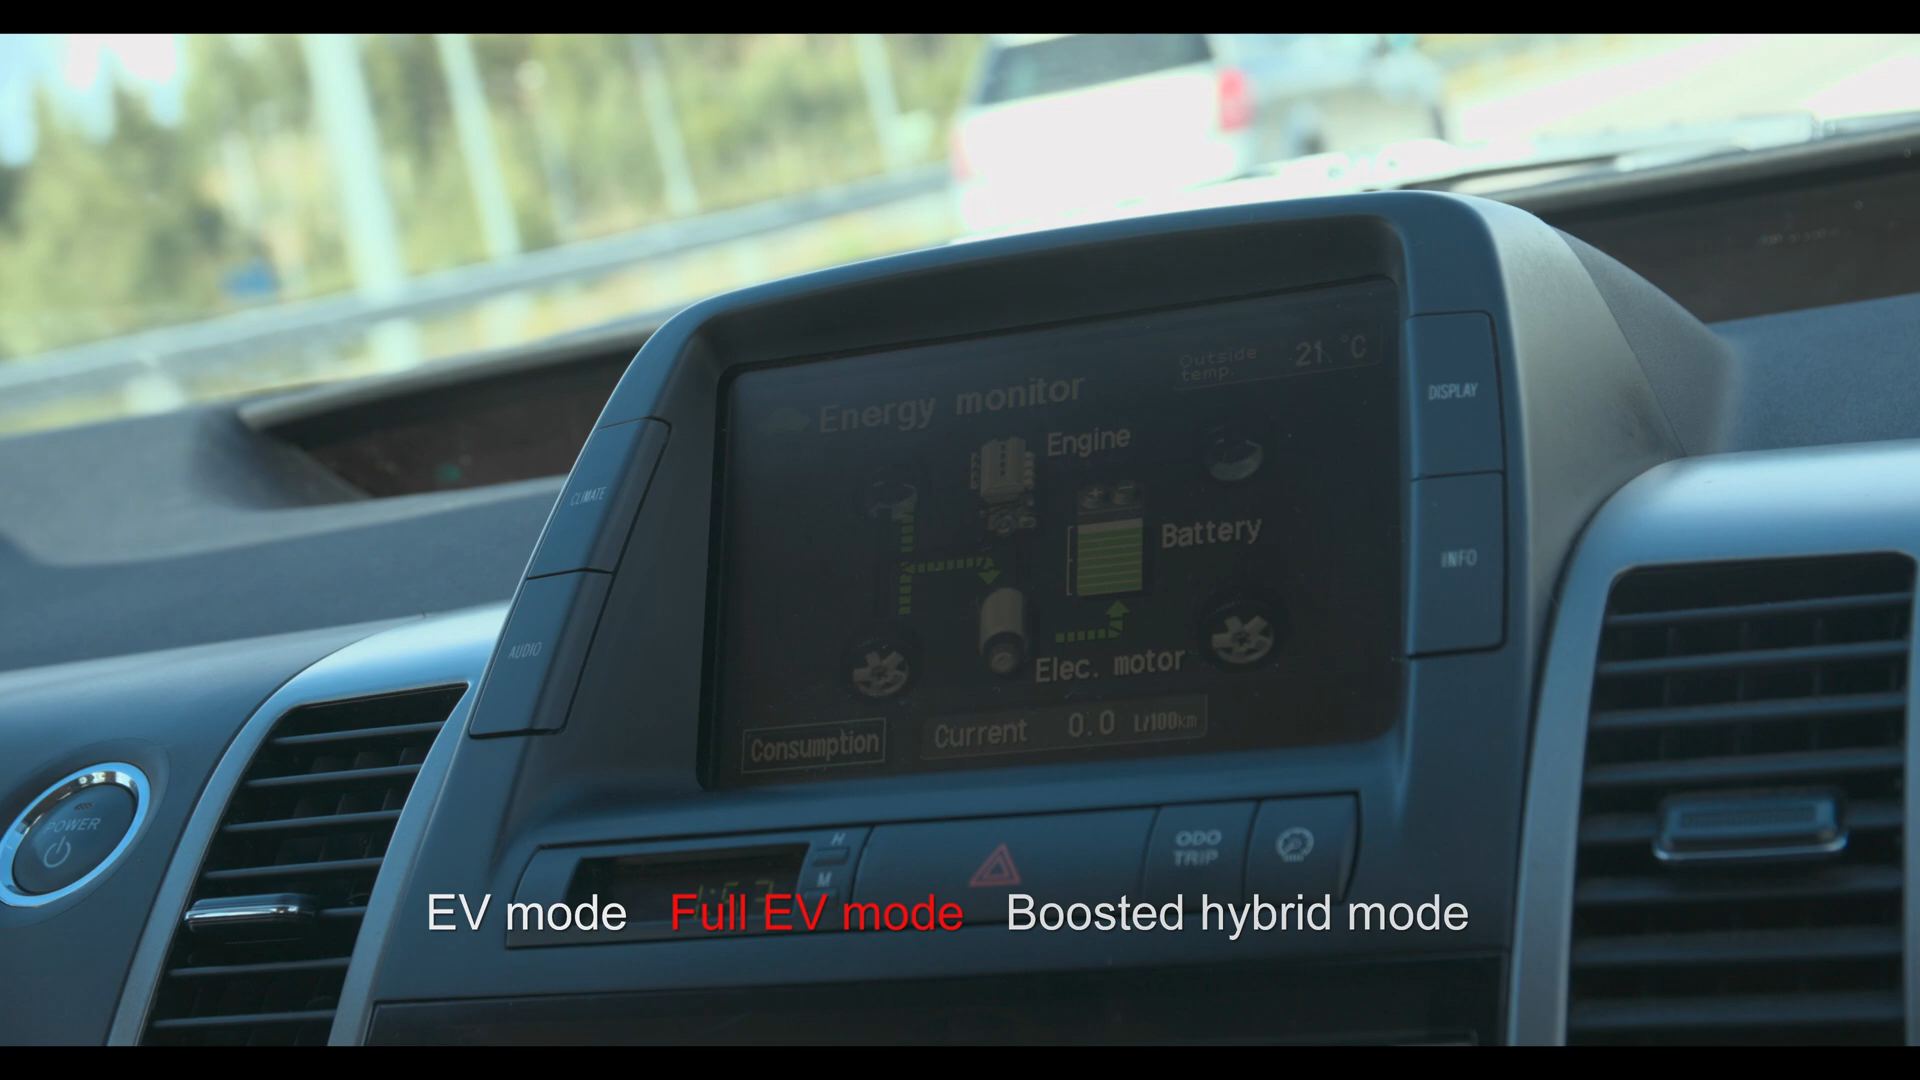 Outside
temp. 21 °C
Energy monitor
Engine
DISPLAY
CLIMATE
Battery
INFO
AUDIO
Elec. motor
Current 0.0 L/100km
Consumption
POWER
H
M
ODO
TRIP
EV mode Full EV mode Boosted hybrid mode